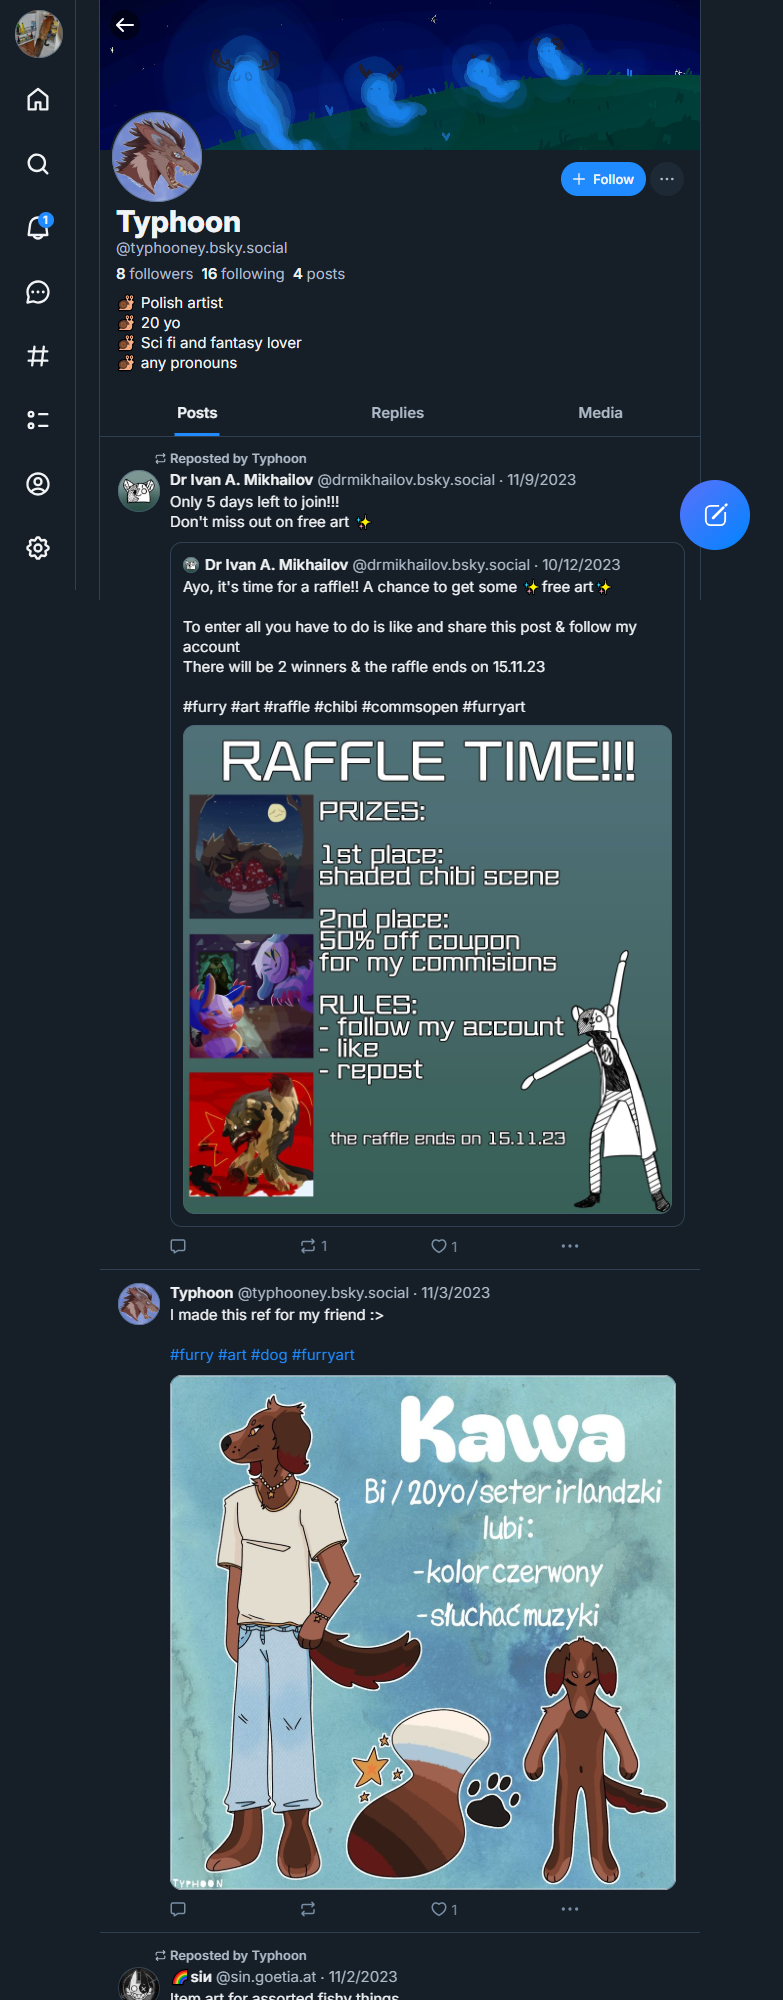 1
+ Follow
Typhoon
@typhooney.bsky.social
8 followers 16 following 4 posts
🐌 Polish artist
🐌 20 yo
🐌 Sci fi and fantasy lover
🐌 any pronouns
Posts Replies Media
Reposted by Typhoon
Dr Ivan A. Mikhailov @drmikhailov.bsky.social · 11/9/2023
Only 5 days left to join!!!
Don't miss out on free art ✨
Dr Ivan A. Mikhailov @drmikhailov.bsky.social · 10/12/2023
Ayo, it's time for a raffle!! A chance to get some ✨free art✨
To enter all you have to do is like and share this post & follow my
account
There will be 2 winners & the raffle ends on 15.11.23
#furry #art #raffle #chibi #commsopen #furryart
RAFFLE TIME!!!
PRIZES:
1st place:
shaded chibi scene
2nd place:
50% off coupon
for my commisions
RULES:
- follow my account
- like
- repost
the raffle ends on 15.11.23
1 1
Typhoon @typhooney.bsky.social · 11/3/2023
I made this ref for my friend :>
#furry #art #dog #furryart
Kawa
Bi / 20yo/seter irlandzki
lubi:
-kolor czerwony
-słuchać muzyki
TYPHOON
1
Reposted by Typhoon
🌈siи @sin.goetia.at · 11/2/2023
Item art for assorted fishy things